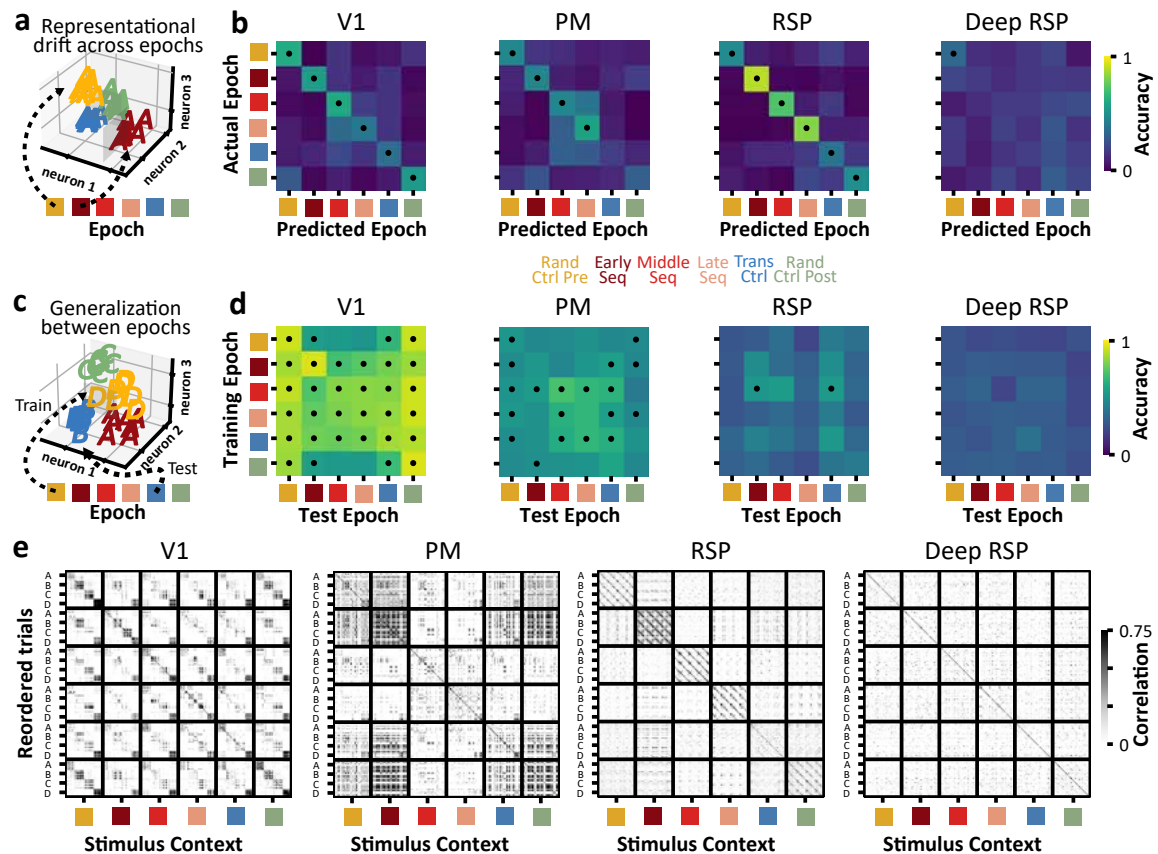 a
Representational
drift across epochs
A A A A A
neuron 3
neuron 2
neuron 1
Epoch
b
V1
PM
RSP
Deep RSP
Actual Epoch
Predicted Epoch
Predicted Epoch
Predicted Epoch
Predicted Epoch
1
0
Accuracy
Rand Early Middle Late Trans Rand
Ctrl Pre Seq Seq Seq Ctrl Ctrl Post
c
Generalization
between epochs
C C C
D D D
B
A A A
Train
Test
neuron 3
neuron 2
neuron 1
Epoch
d
V1
PM
RSP
Deep RSP
Training Epoch
Test Epoch
Test Epoch
Test Epoch
Test Epoch
1
0
Accuracy
e
V1
PM
RSP
Deep RSP
Reordered trials
A
B
C
D
A
B
C
D
A
B
C
D
A
B
C
D
A
B
C
D
A
B
C
D
A
B
C
D
A
B
C
D
A
B
C
D
A
B
C
D
A
B
C
D
A
B
C
D
A
B
C
D
A
B
C
D
A
B
C
D
A
B
C
D
A
B
C
D
A
B
C
D
A
B
C
D
A
B
C
D
A
B
C
D
A
B
C
D
A
B
C
D
A
B
C
D
0.75
0
Correlation
Stimulus Context
Stimulus Context
Stimulus Context
Stimulus Context